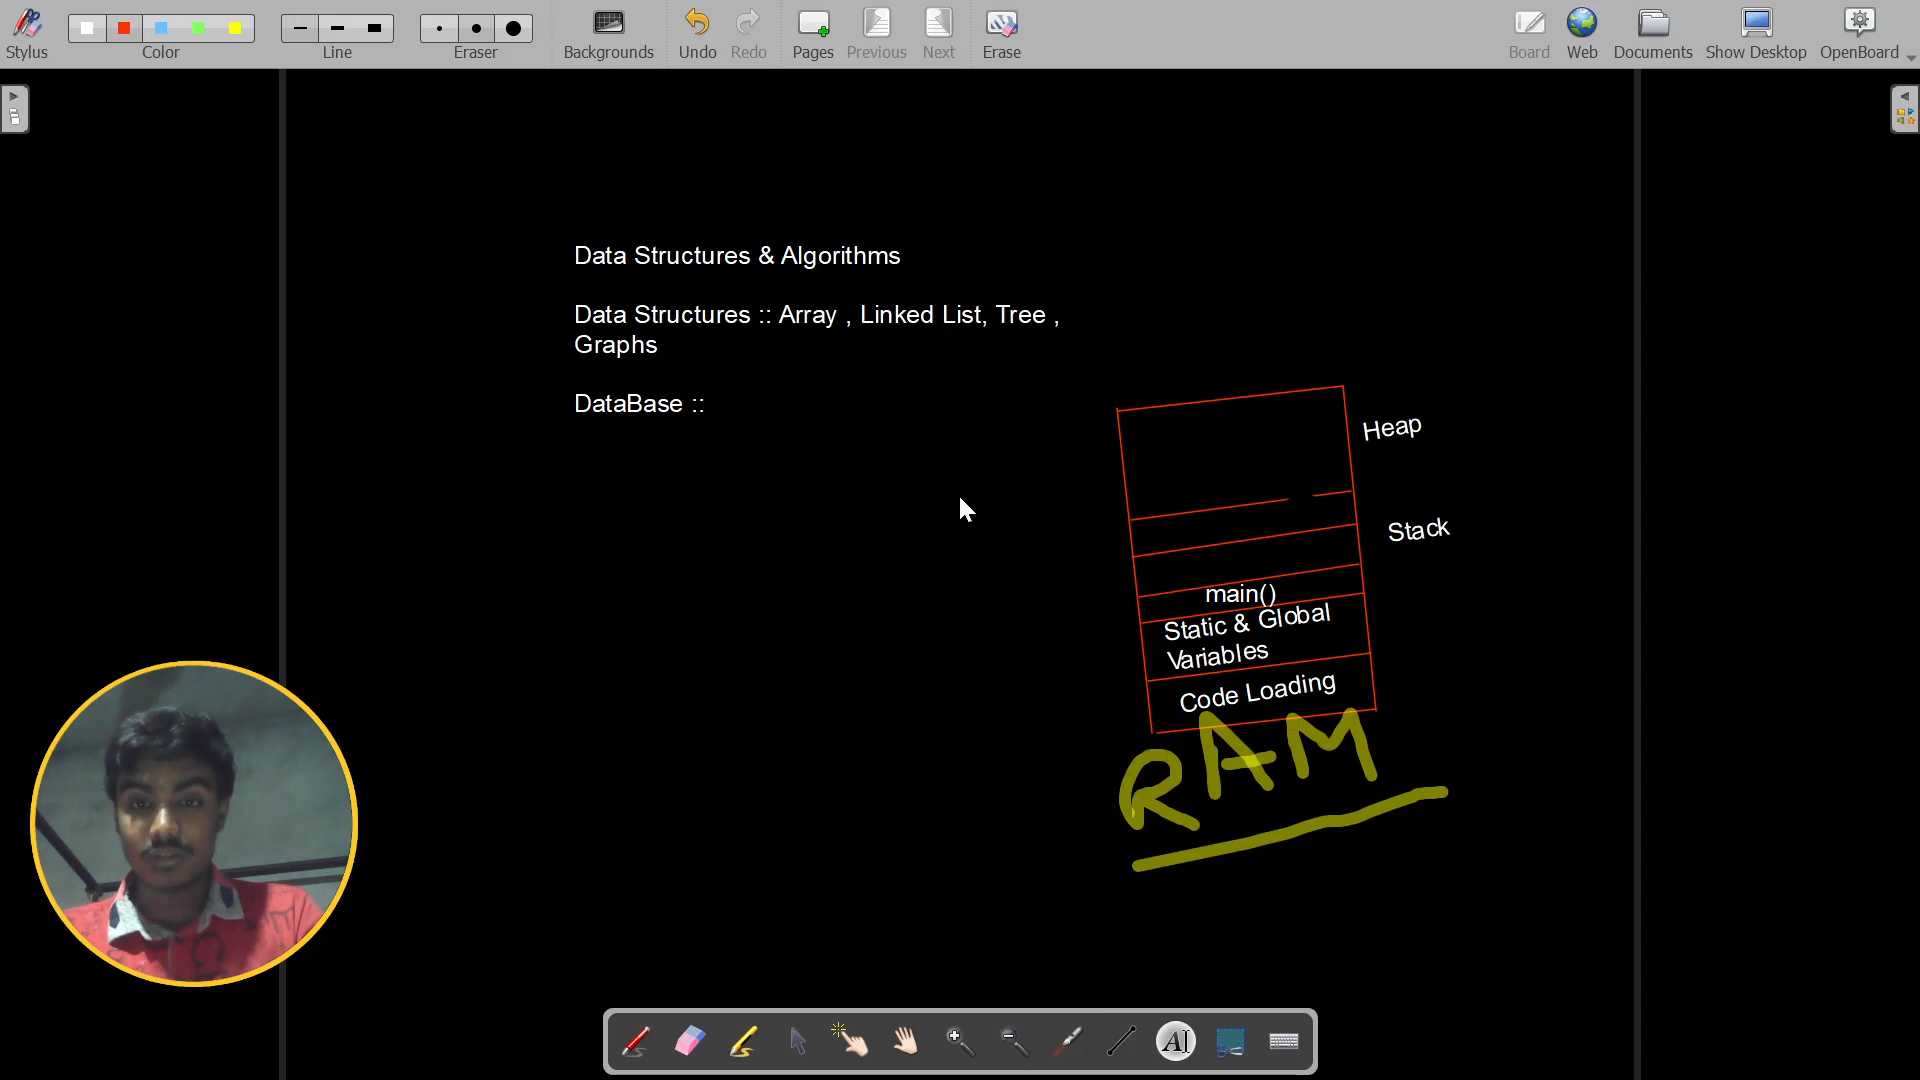 Stylus
Color
Line
Eraser
Backgrounds
Undo
Redo
Pages
Previous
Next
Erase
Board
Web
Documents
Show Desktop
OpenBoard
Data Structures & Algorithms
Data Structures :: Array , Linked List, Tree ,
Graphs
DataBase ::
Heap
Stack
main()
Static & Global
Variables
Code Loading
RAM
AI